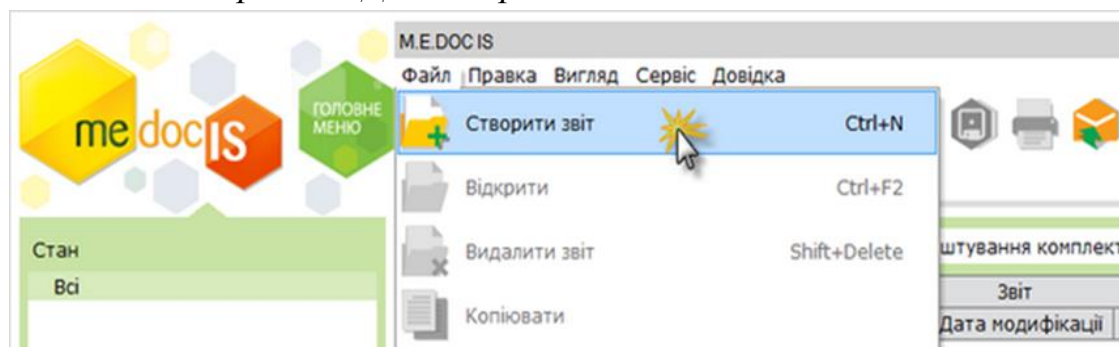 M.E.DOC IS
Файл Правка Вигляд Сервіс Довідка
me doc IS
ГОЛОВНЕ
МЕНЮ
Створити звіт Ctrl+N
Відкрити Ctrl+F2
Видалити звіт Shift+Delete
Копіювати
Стан
Всі
штування комплект
Звіт
Дата модифікації